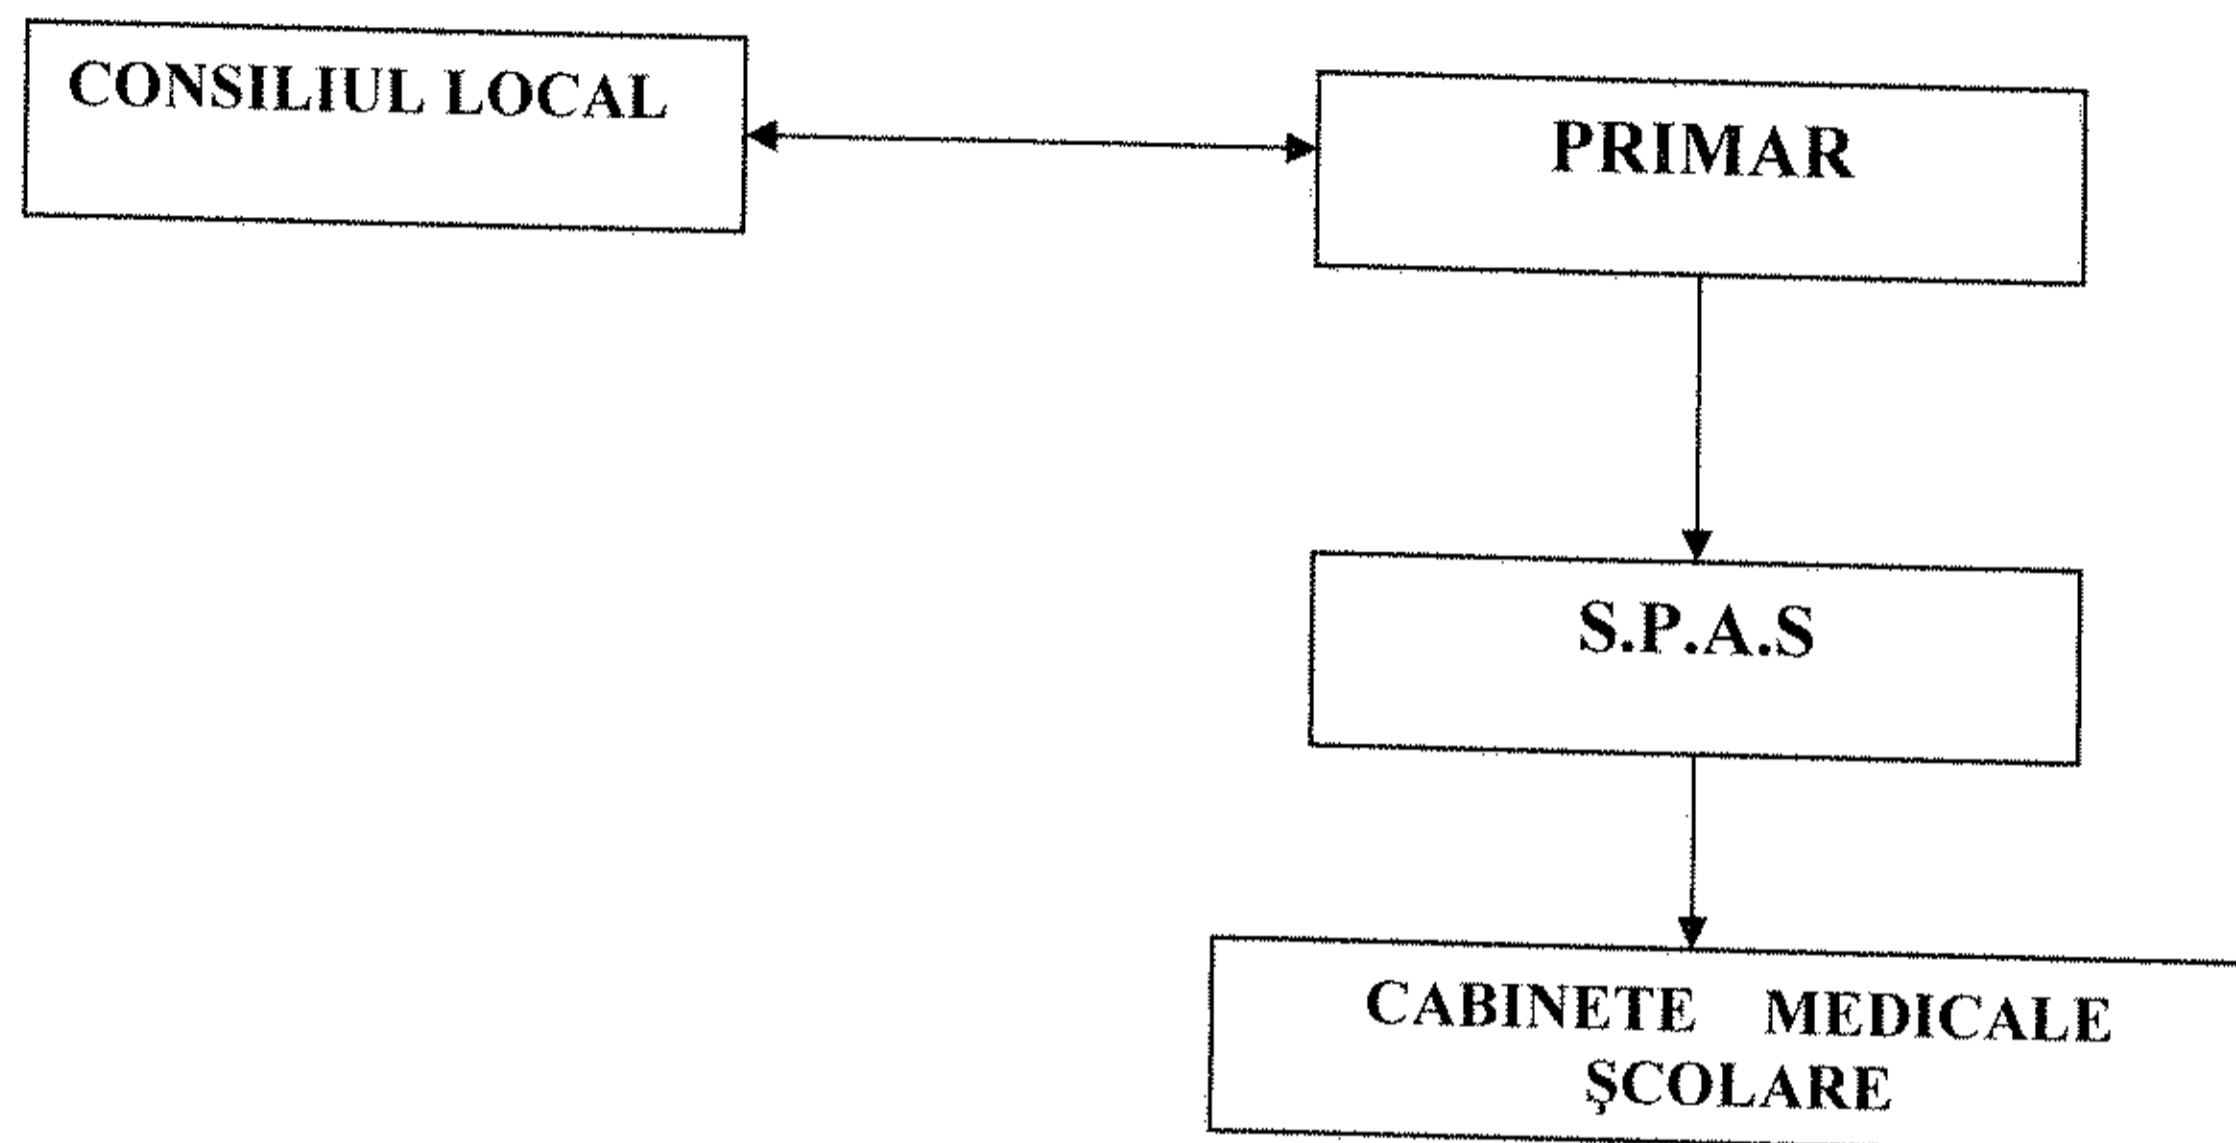 CONSILIUL LOCAL
PRIMAR
S.P.A.S
CABINETE MEDICALE
ŞCOLARE